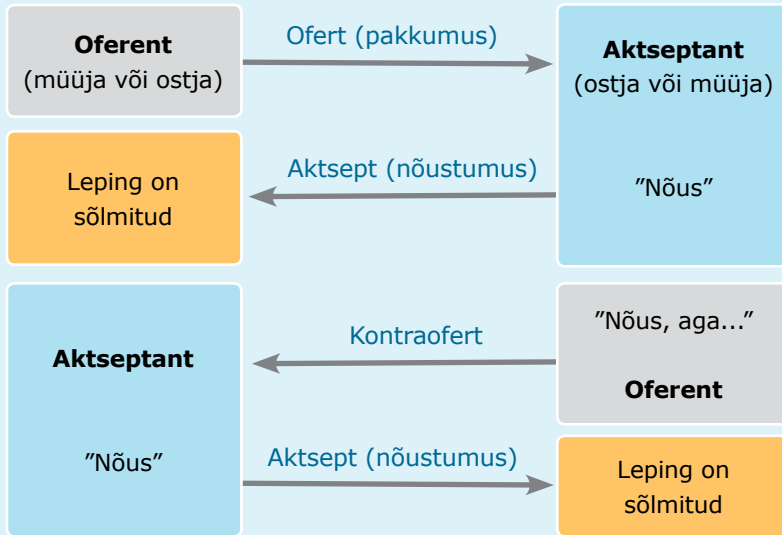 Oferent
(müüja või ostja)
Ofert (pakkumus)
Aktseptant
(ostja või müüja)
Leping on
sõlmitud
Aktsept (nõustumus)
”Nõus”
Aktseptant
”Nõus”
Kontraofert
”Nõus, aga...”
Oferent
Aktsept (nõustumus)
Leping on
sõlmitud